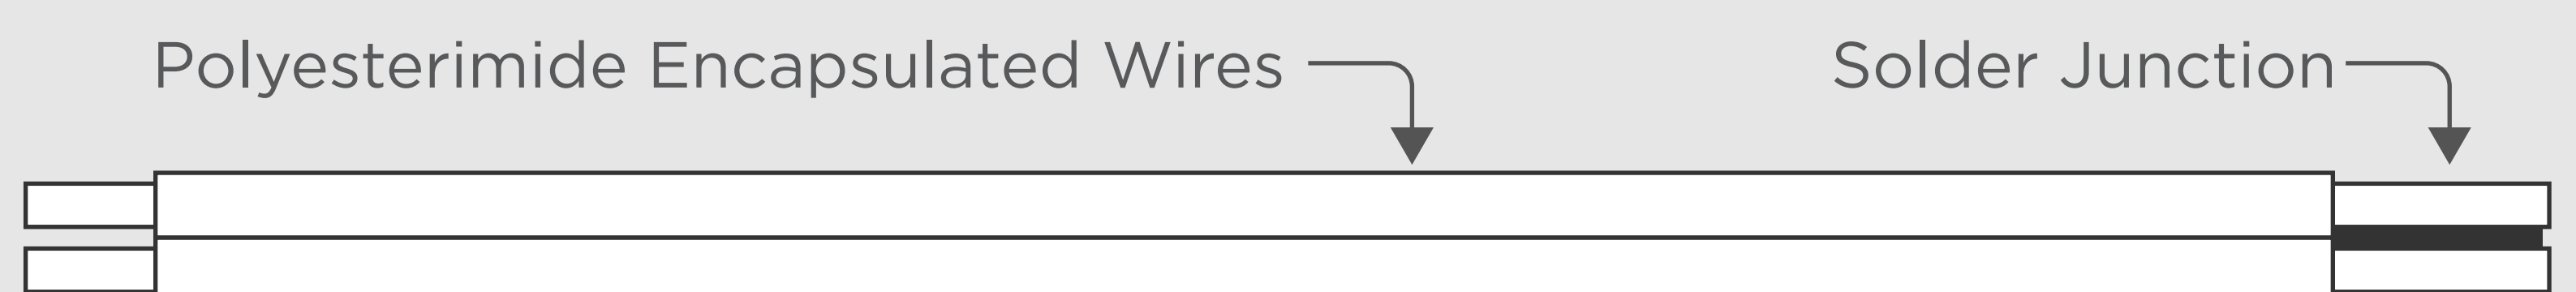 Polyesterimide Encapsulated Wires
Solder Junction